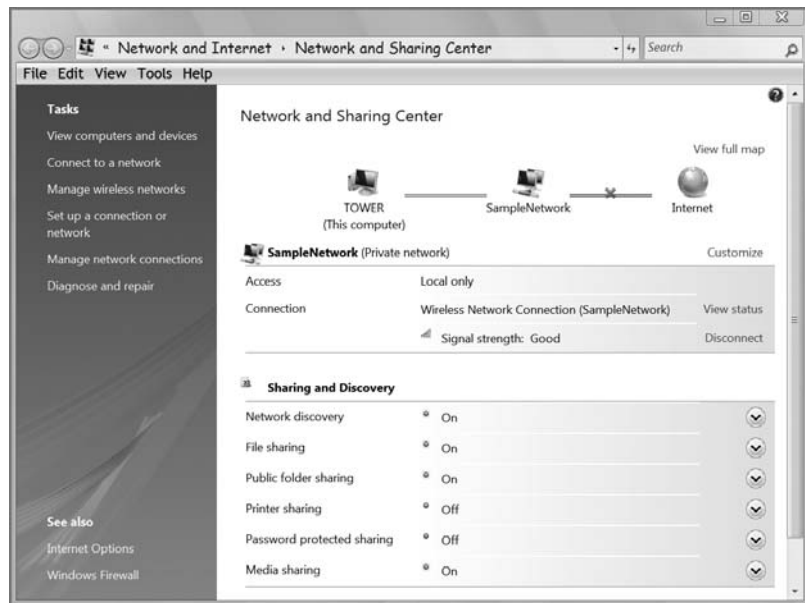 « Network and Internet › Network and Sharing Center
Search
File Edit View Tools Help
Tasks
View computers and devices
Connect to a network
Manage wireless networks
Set up a connection or
network
Manage network connections
Diagnose and repair
See also
Internet Options
Windows Firewall
Network and Sharing Center
View full map
TOWER
(This computer)
SampleNetwork
Internet
SampleNetwork (Private network)
Customize
Access Local only
Connection Wireless Network Connection (SampleNetwork) View status
Signal strength: Good Disconnect
Sharing and Discovery
Network discovery On
File sharing On
Public folder sharing On
Printer sharing Off
Password protected sharing Off
Media sharing On